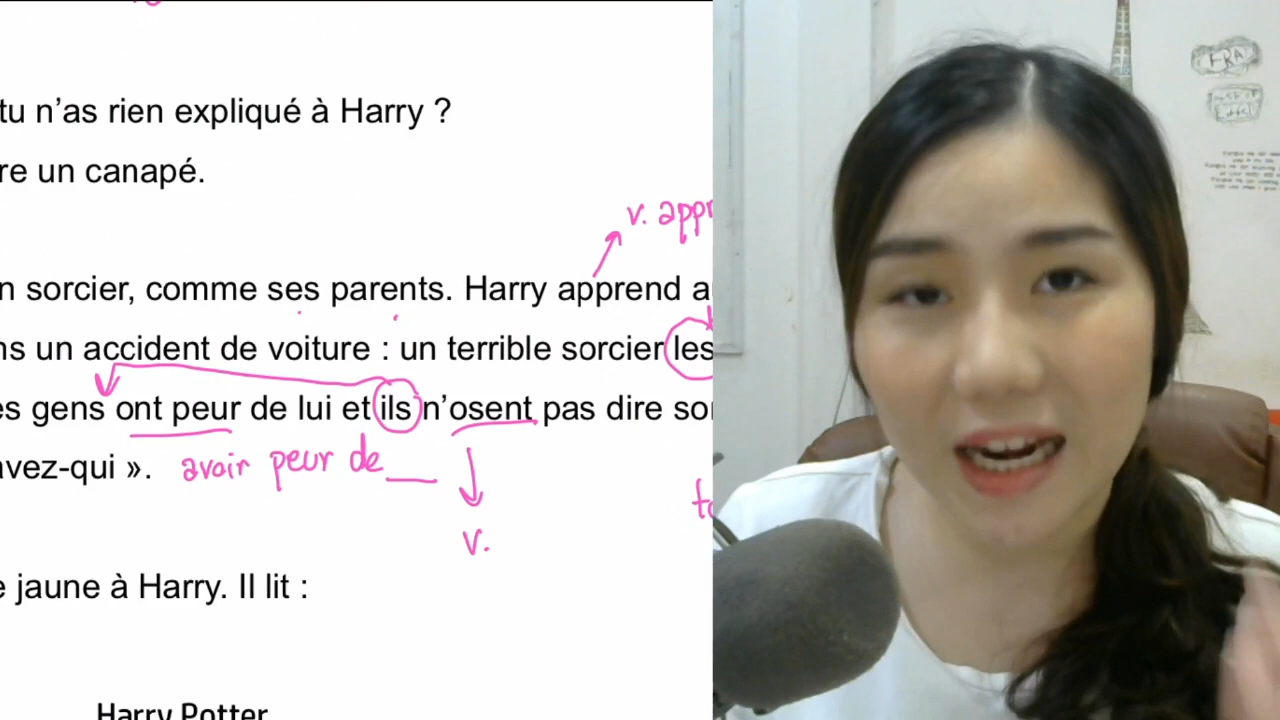 tu n'as rien expliqué à Harry ?
re un canapé.
v. appr
n sorcier, comme ses parents. Harry apprend a
ns un accident de voiture : un terrible sorcier les
es gens ont peur de lui et ils n'osent pas dire so
avez-qui ».
avoir peur de __
v.
e jaune à Harry. Il lit :
Harry Potter
FRA